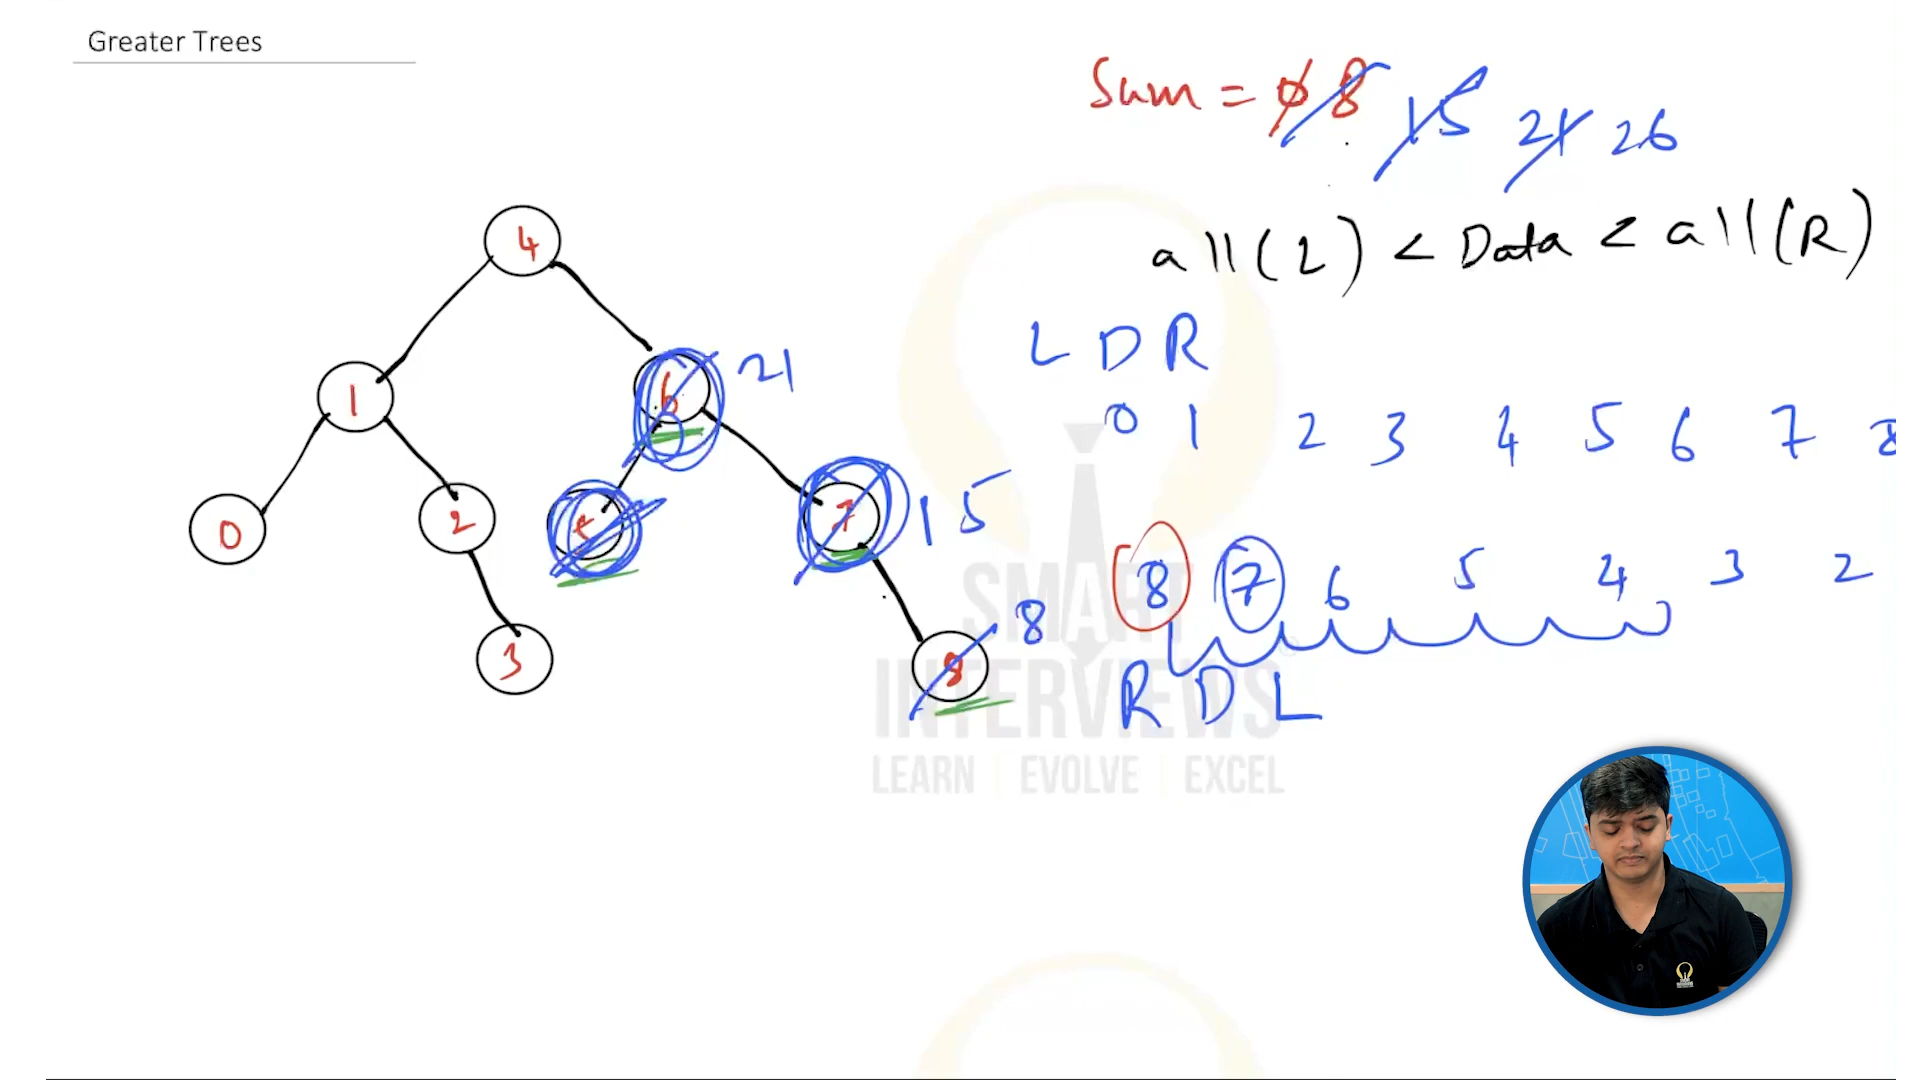 Greater Trees
Sum = 0 8 15 21 26
all(L) < Data < all(R)
4
L D R
1
6 21
0 1 2 3 4 5 6 7 8
0
2
5
7 15
8 7 6 5 4 3 2
3
8 8
R D L
SMART
INTERVIEWS
LEARN | EVOLVE | EXCEL